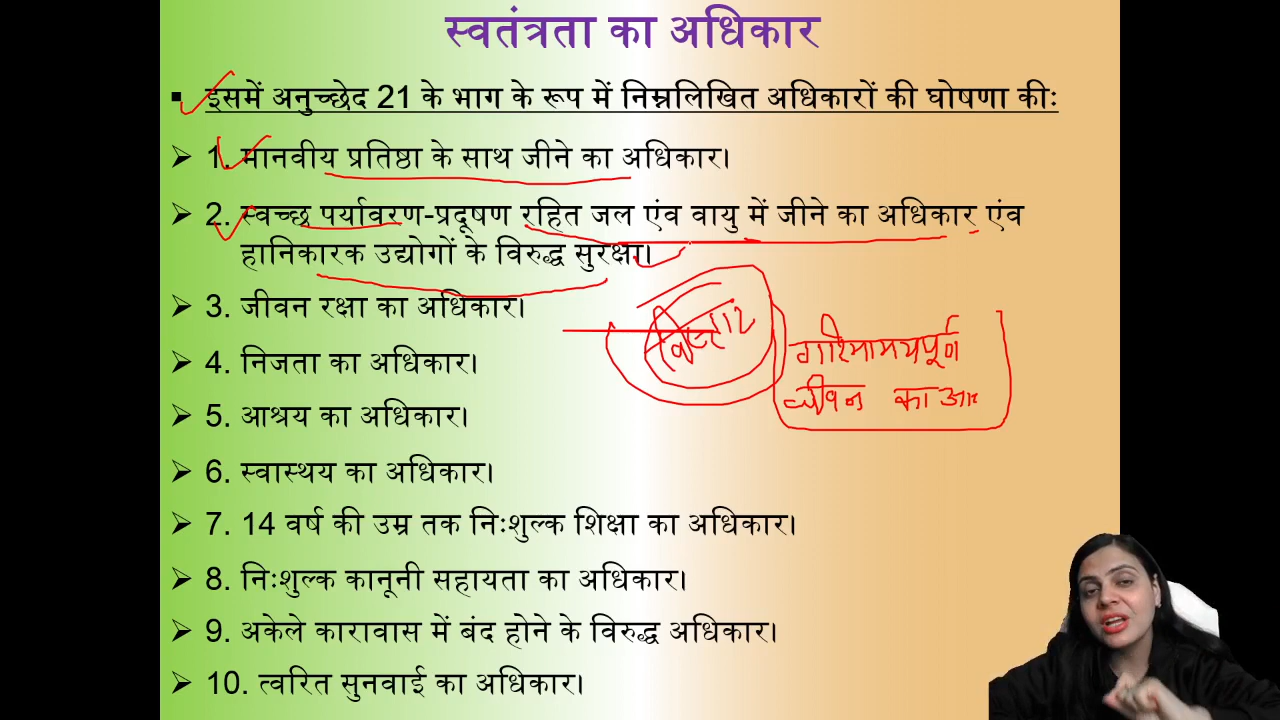 स्वतंत्रता का अधिकार
▪ इसमें अनुच्छेद 21 के भाग के रूप में निम्नलिखित अधिकारों की घोषणा कीः
➢ 1. मानवीय प्रतिष्ठा के साथ जीने का अधिकार।
➢ 2. स्वच्छ पर्यावरण-प्रदूषण रहित जल एंव वायु में जीने का अधिकार एंव
हानिकारक उद्योगों के विरुद्ध सुरक्षा।
➢ 3. जीवन रक्षा का अधिकार।
➢ 4. निजता का अधिकार।
➢ 5. आश्रय का अधिकार।
➢ 6. स्वास्थय का अधिकार।
➢ 7. 14 वर्ष की उम्र तक निःशुल्क शिक्षा का अधिकार।
➢ 8. निःशुल्क कानूनी सहायता का अधिकार।
➢ 9. अकेले कारावास में बंद होने के विरुद्ध अधिकार।
➢ 10. त्वरित सुनवाई का अधिकार।
विस्तार
गरिमामयपूर्ण
जीवन का